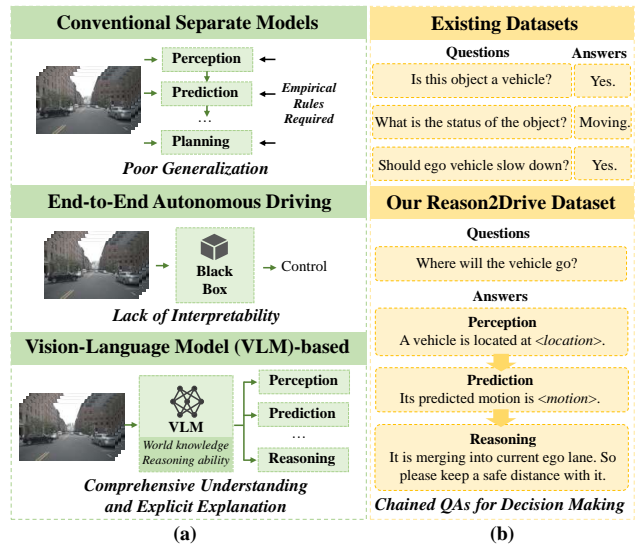 Conventional Separate Models
Perception
Prediction
...
Planning
Empirical
Rules
Required
Poor Generalization
End-to-End Autonomous Driving
Black
Box
Control
Lack of Interpretability
Vision-Language Model (VLM)-based
VLM
World knowledge
Reasoning ability
Perception
Prediction
...
Reasoning
Comprehensive Understanding
and Explicit Explanation
(a)
Existing Datasets
Questions Answers
Is this object a vehicle? Yes.
What is the status of the object? Moving.
Should ego vehicle slow down? Yes.
Our Reason2Drive Dataset
Questions
Where will the vehicle go?
Answers
Perception
A vehicle is located at <location>.
Prediction
Its predicted motion is <motion>.
Reasoning
It is merging into current ego lane. So
please keep a safe distance with it.
Chained QAs for Decision Making
(b)